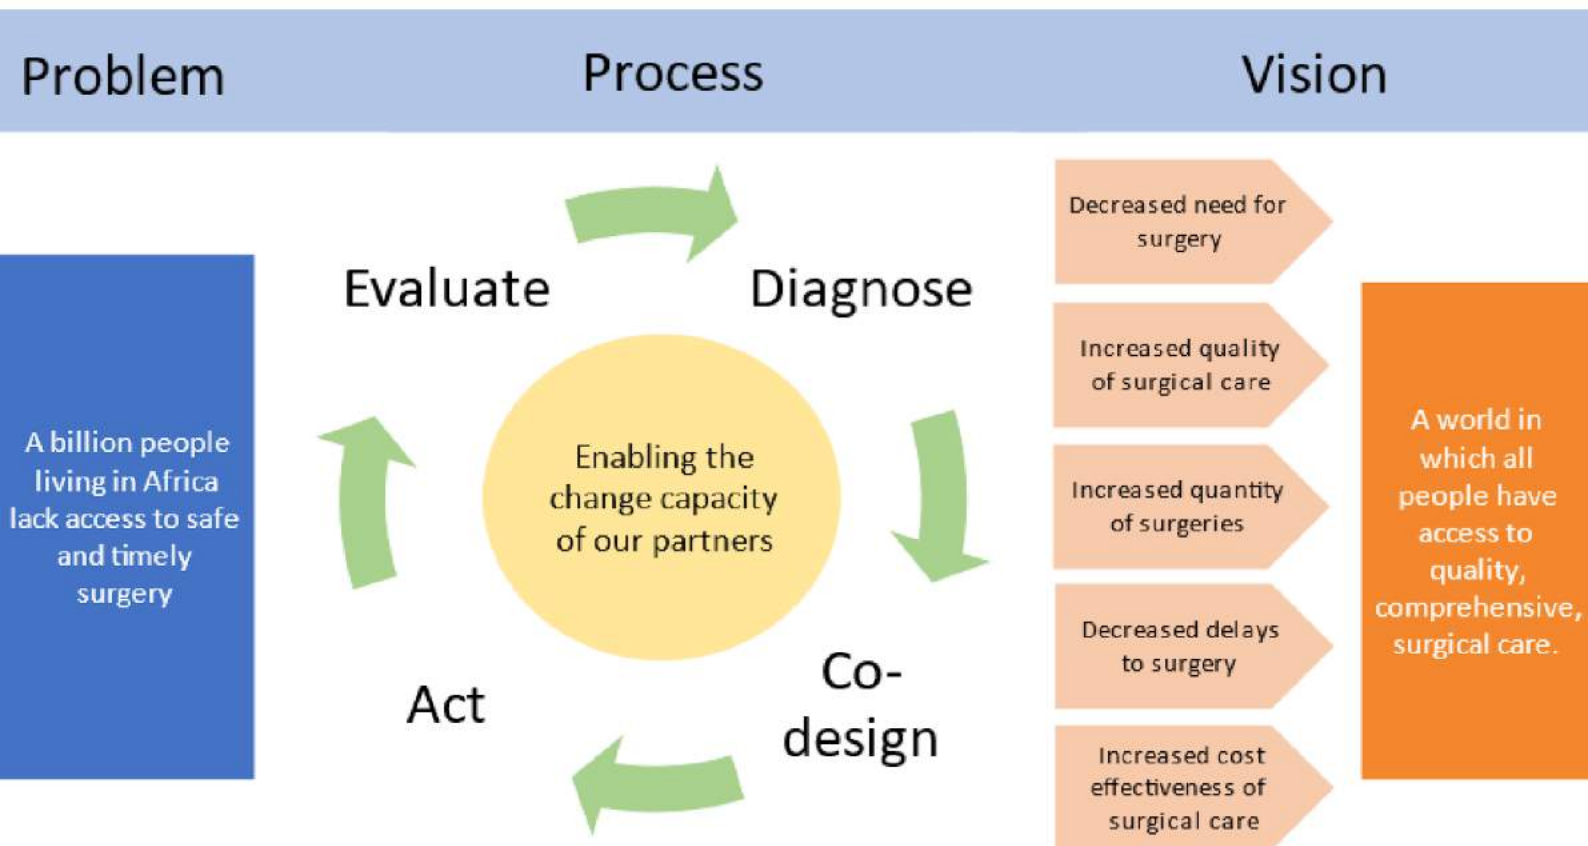 Problem
Process
Vision
A billion people
living in Africa
lack access to safe
and timely
surgery
Evaluate
Diagnose
Co-
design
Act
Enabling the
change capacity
of our partners
Decreased need for
surgery
Increased quality
of surgical care
Increased quantity
of surgeries
Decreased delays
to surgery
Increased cost
effectiveness of
surgical care
A world in
which all
people have
access to
quality,
comprehensive,
surgical care.